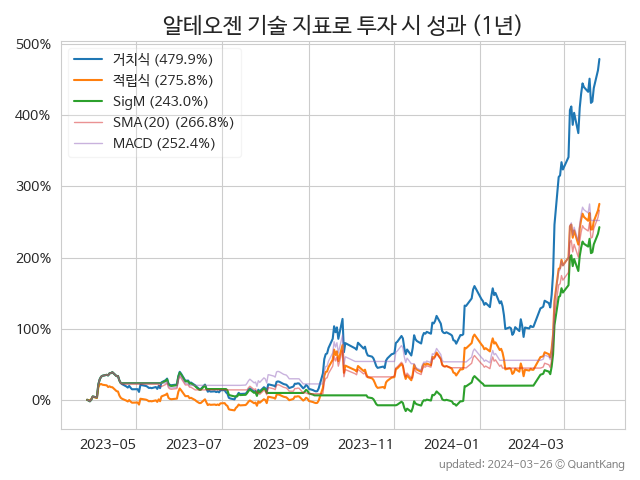 알테오젠 기술 지표로 투자 시 성과 (1년)
500%
400%
300%
200%
100%
0%
거치식 (479.9%)
적립식 (275.8%)
SigM (243.0%)
SMA(20) (266.8%)
MACD (252.4%)
2023-05 2023-07 2023-09 2023-11 2024-01 2024-03
updated: 2024-03-26 ⓒ QuantKang